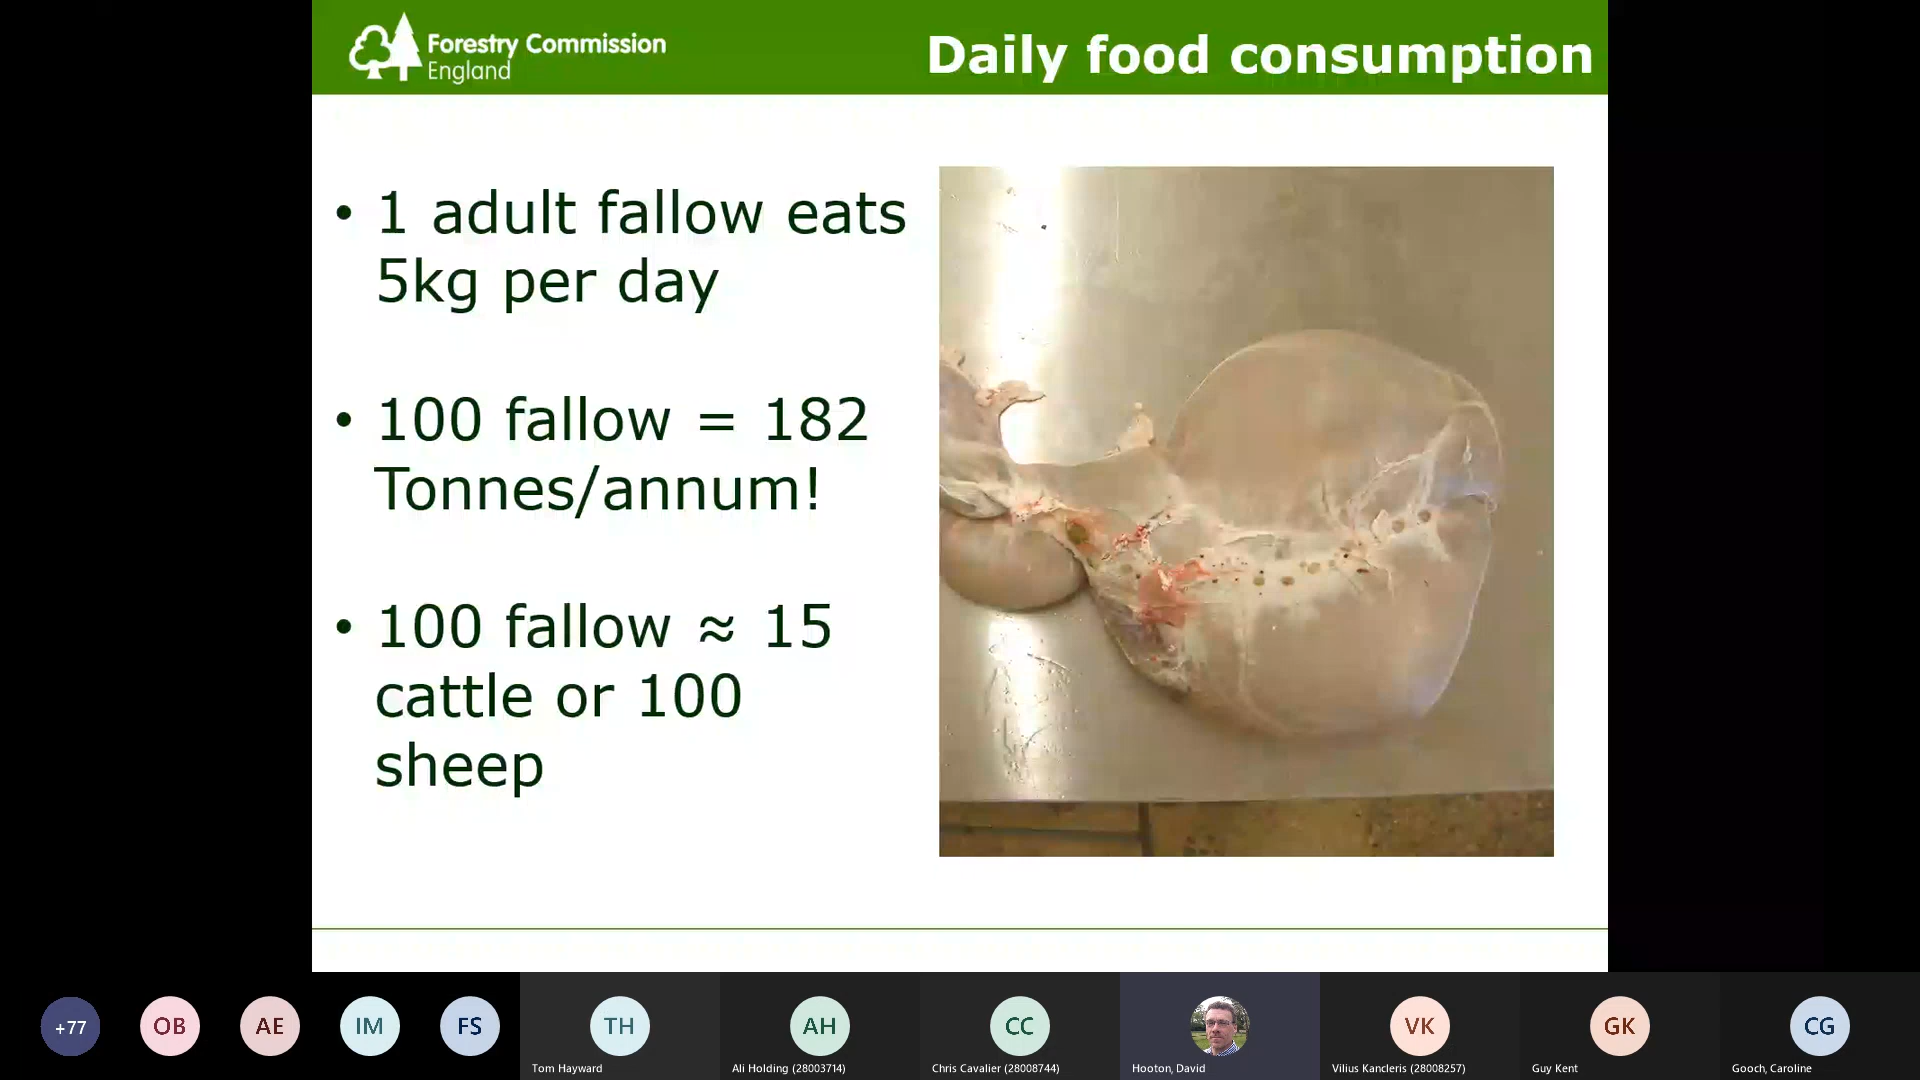 Forestry Commission
England
Daily food consumption
• 1 adult fallow eats
5kg per day
• 100 fallow = 182
Tonnes/annum!
• 100 fallow ≈ 15
cattle or 100
sheep
+77
OB
AE
IM
FS
TH
AH
CC
VK
GK
CG
Tom Hayward
Ali Holding (28003714)
Chris Cavalier (28008744)
Hooton, David
Vilius Kancleris (28008257)
Guy Kent
Gooch, Caroline